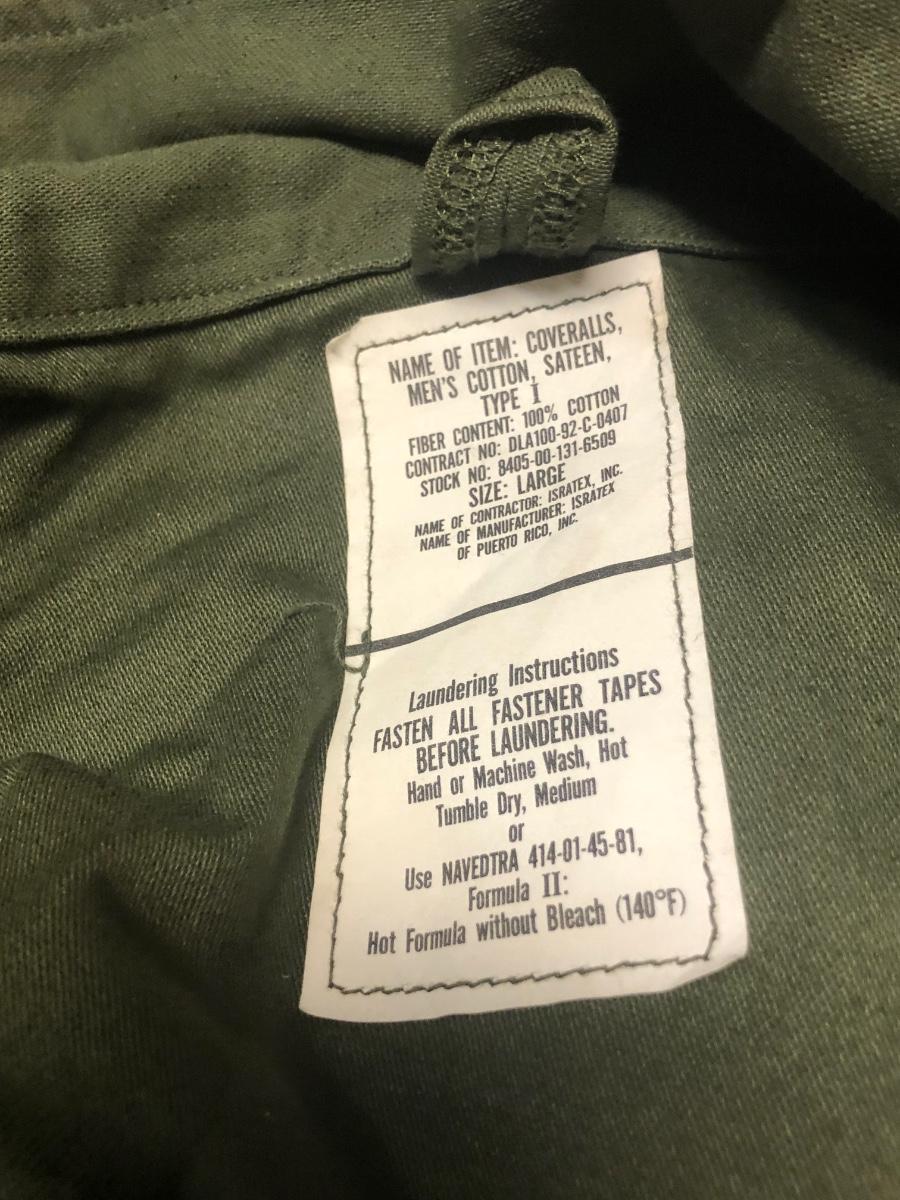 NAME OF ITEM: COVERALLS,
MEN'S COTTON, SATEEN,
TYPE I
FIBER CONTENT: 100% COTTON
CONTRACT NO: DLA100-92-C-0407
STOCK NO: 8405-00-131-6509
SIZE: LARGE
NAME OF CONTRACTOR: ISRATEX, INC.
NAME OF MANUFACTURER: ISRATEX
OF PUERTO RICO, INC.
Laundering Instructions
FASTEN ALL FASTENER TAPES
BEFORE LAUNDERING.
Hand or Machine Wash, Hot
Tumble Dry, Medium
or
Use NAVEDTRA 414-01-45-81,
Formula II:
Hot Formula without Bleach (140°F)